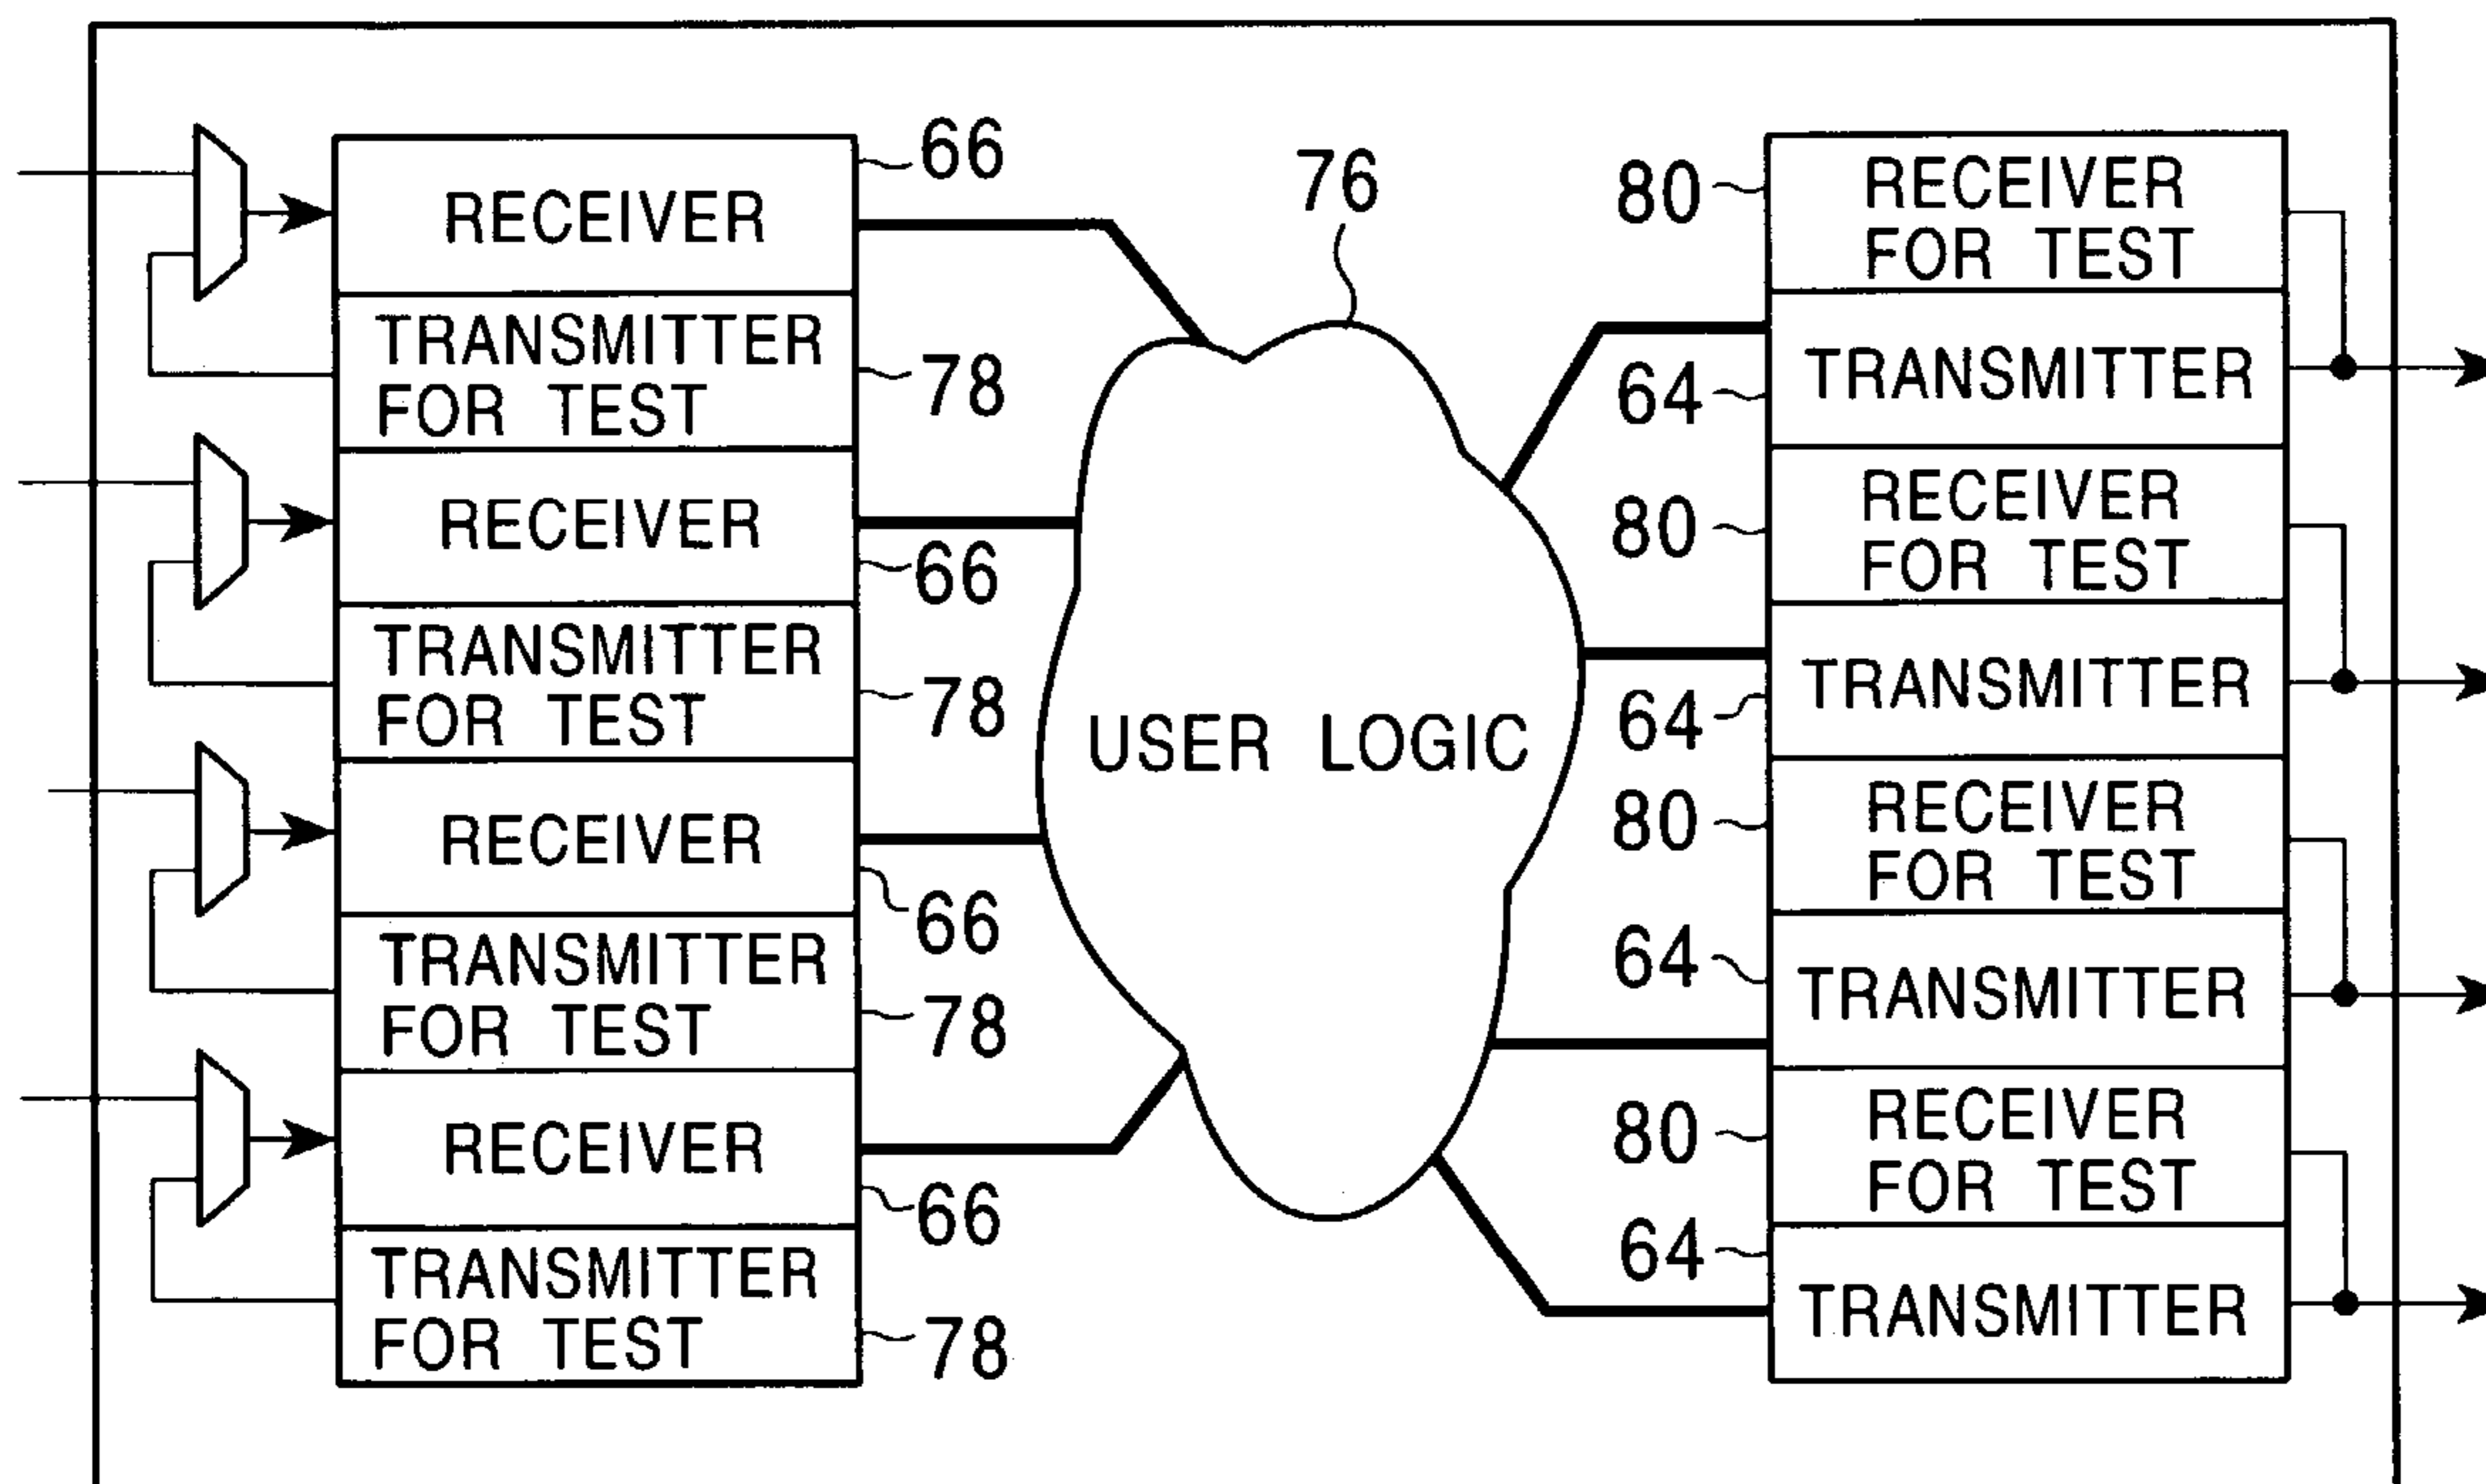 66
RECEIVER
TRANSMITTER
FOR TEST
78
RECEIVER
66
TRANSMITTER
FOR TEST
78
RECEIVER
66
TRANSMITTER
FOR TEST
78
RECEIVER
66
TRANSMITTER
FOR TEST
78
76
USER LOGIC
80
RECEIVER
FOR TEST
64
TRANSMITTER
80
RECEIVER
FOR TEST
64
TRANSMITTER
80
RECEIVER
FOR TEST
64
TRANSMITTER
80
RECEIVER
FOR TEST
64
TRANSMITTER